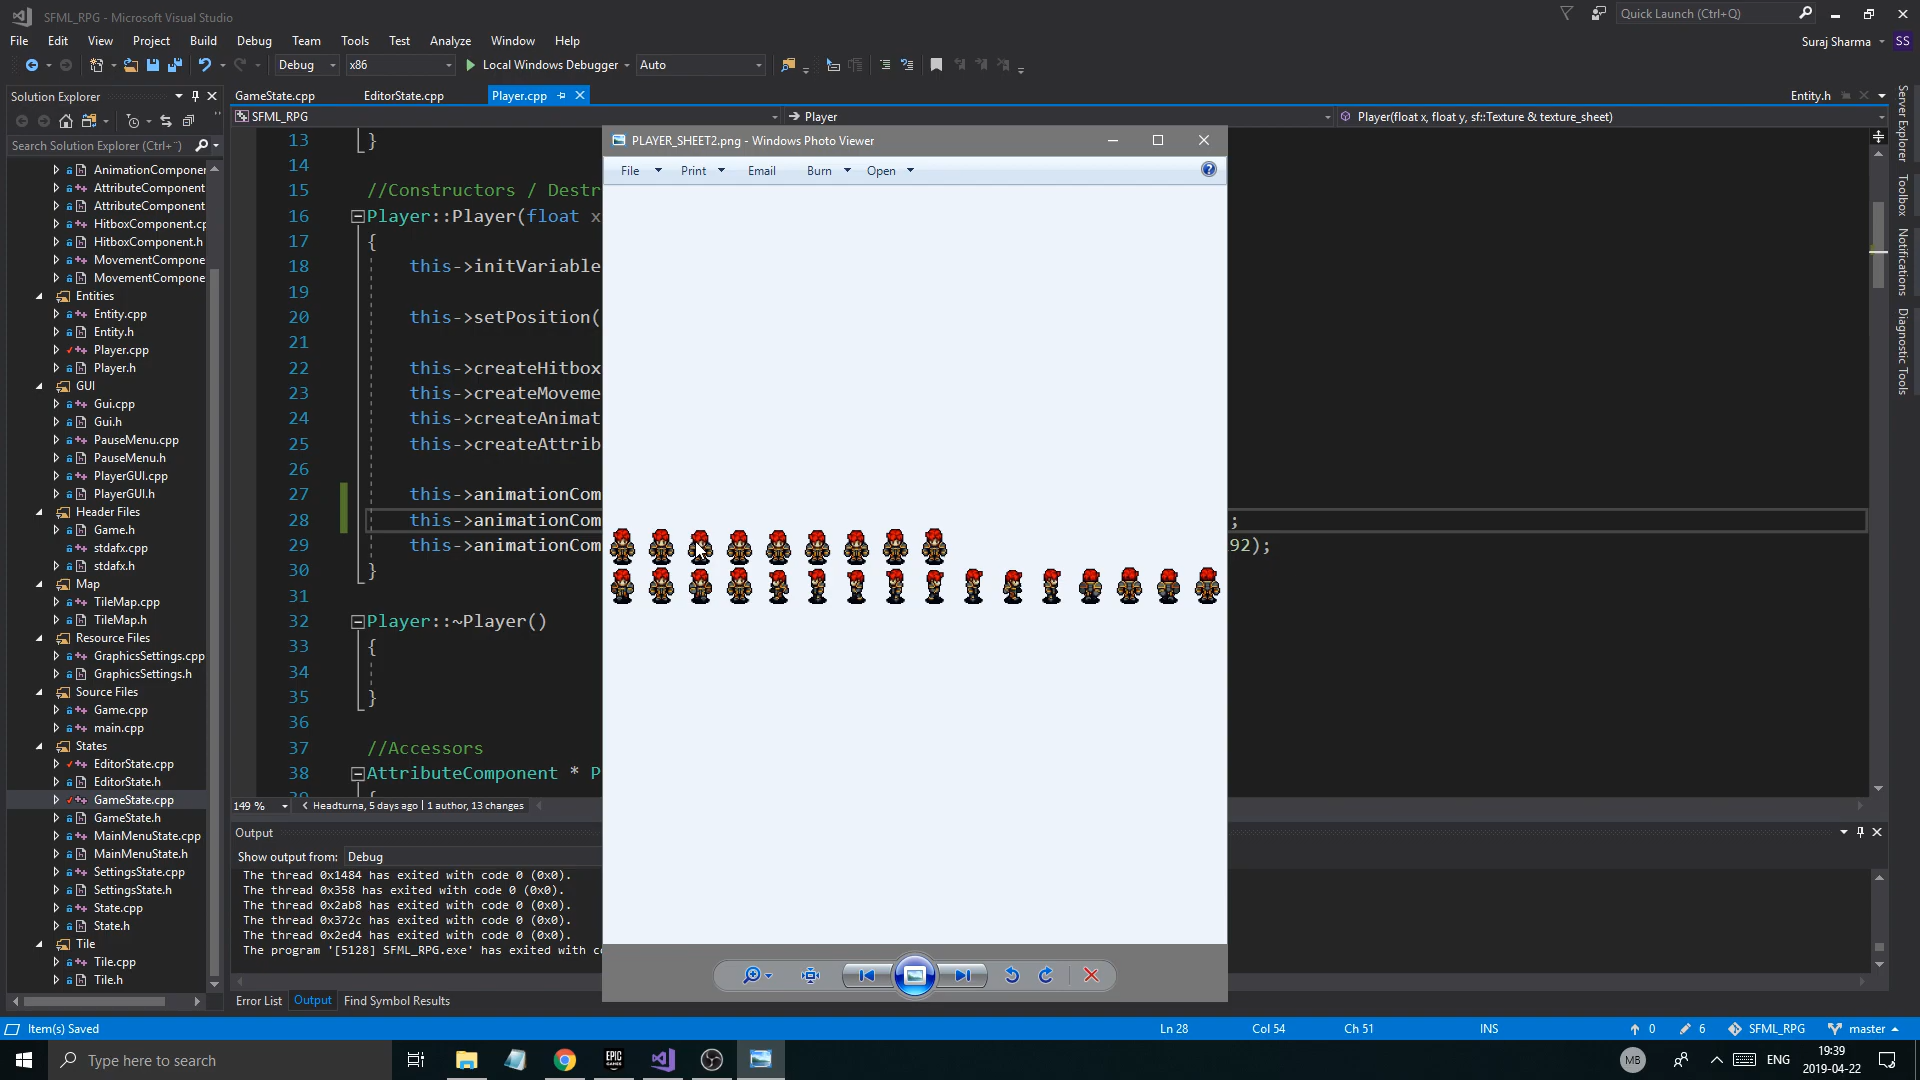 SFML_RPG - Microsoft Visual Studio
Quick Launch (Ctrl+Q)
File Edit View Project Build Debug Team Tools Test Analyze Window Help
Suraj Sharma SS
Debug x86 Local Windows Debugger Auto
Solution Explorer
GameState.cpp EditorState.cpp Player.cpp Entity.h
SFML_RPG Player Player(float x, float y, sf::Texture & texture_sheet)
Search Solution Explorer (Ctrl+¨)
AnimationComponer
AttributeComponent
AttributeComponent
HitboxComponent.cp
HitboxComponent.h
MovementCompone
MovementCompone
Entities
Entity.cpp
Entity.h
Player.cpp
Player.h
GUI
Gui.cpp
Gui.h
PauseMenu.cpp
PauseMenu.h
PlayerGUI.cpp
PlayerGUI.h
Header Files
Game.h
stdafx.cpp
stdafx.h
Map
TileMap.cpp
TileMap.h
Resource Files
GraphicsSettings.cpp
GraphicsSettings.h
Source Files
Game.cpp
main.cpp
States
EditorState.cpp
EditorState.h
GameState.cpp
GameState.h
MainMenuState.cpp
MainMenuState.h
SettingsState.cpp
SettingsState.h
State.cpp
State.h
Tile
Tile.cpp
Tile.h
13 }
14
15 //Constructors / Destr
16 Player::Player(float x
17 {
18 this->initVariable
19
20 this->setPosition(
21
22 this->createHitbox
23 this->createMoveme
24 this->createAnimat
25 this->createAttrib
26
27 this->animationCom
28 this->animationCom ;
29 this->animationCom 92);
30 }
31
32 Player::~Player()
33 {
34
35 }
36
37 //Accessors
38 AttributeComponent * P
39 {
149 % Headturna, 5 days ago | 1 author, 13 changes
PLAYER_SHEET2.png - Windows Photo Viewer
File Print Email Burn Open
Server Explorer
Toolbox
Notifications
Diagnostic Tools
Output
Show output from: Debug
The thread 0x1484 has exited with code 0 (0x0).
The thread 0x358 has exited with code 0 (0x0).
The thread 0x2ab8 has exited with code 0 (0x0).
The thread 0x372c has exited with code 0 (0x0).
The thread 0x2ed4 has exited with code 0 (0x0).
The program '[5128] SFML_RPG.exe' has exited with co
Error List Output Find Symbol Results
Item(s) Saved Ln 28 Col 54 Ch 51 INS 0 6 SFML_RPG master
Type here to search
EPIC GAMES
MB ENG 19:39
2019-04-22